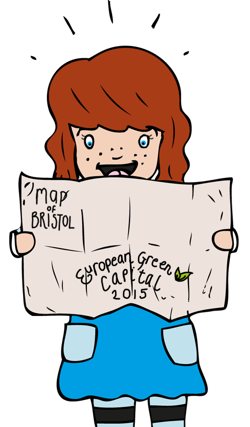 Map
of
BRISTOL
European Green
Capital
2015